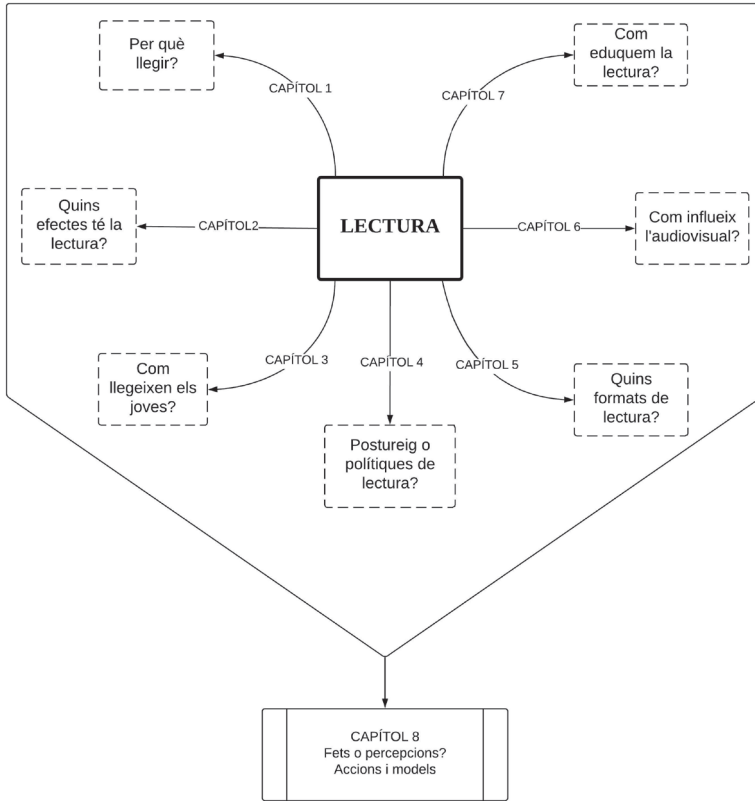 Per què
llegir?
CAPÍTOL 1
Com
eduquem la
lectura?
CAPÍTOL 7
Quins
efectes té la
lectura?
CAPÍTOL2
LECTURA
CAPÍTOL 6
Com influeix
l'audiovisual?
Com
llegeixen els
joves?
CAPÍTOL 3
CAPÍTOL 4
CAPÍTOL 5
Quins
formats de
lectura?
Postureig o
polítiques de
lectura?
CAPÍTOL 8
Fets o percepcions?
Accions i models